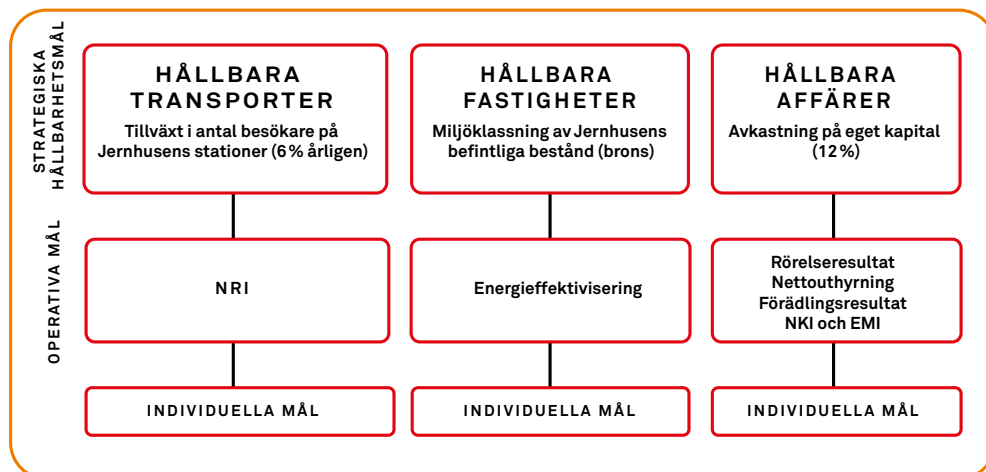 STRATEGISKA
HÅLLBARHETSMÅL
HÅLLBARA
TRANSPORTER
Tillväxt i antal besökare på
Jernhusens stationer (6 % årligen)
HÅLLBARA
FASTIGHETER
Miljöklassning av Jernhusens
befintliga bestånd (brons)
HÅLLBARA
AFFÄRER
Avkastning på eget kapital
(12 %)
OPERATIVA MÅL
NRI
Energieffektivisering
Rörelseresultat
Nettouthyrning
Förädlingsresultat
NKI och EMI
INDIVIDUELLA MÅL
INDIVIDUELLA MÅL
INDIVIDUELLA MÅL